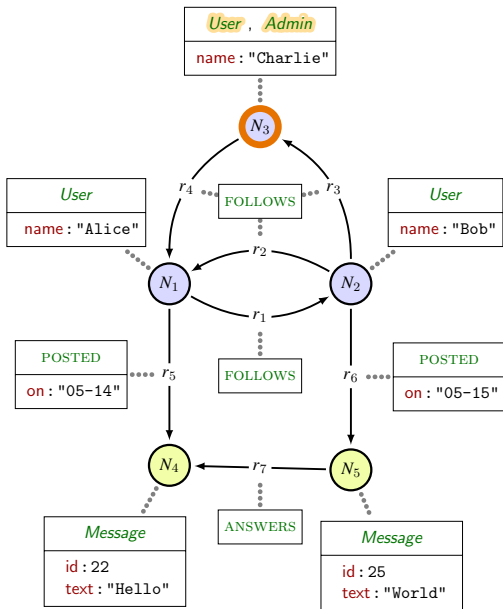 User , Admin
name : "Charlie"
N3
r4
r3
FOLLOWS
User
name : "Alice"
User
name : "Bob"
r2
N1
N2
r1
POSTED
on : "05-14"
r5
FOLLOWS
r6
POSTED
on : "05-15"
N4
r7
N5
ANSWERS
Message
id : 22
text : "Hello"
Message
id : 25
text : "World"